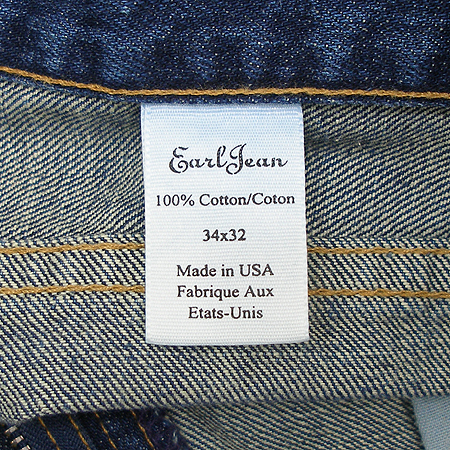 Earl Jean
100% Cotton/Coton
34x32
Made in USA
Fabrique Aux
Etats-Unis